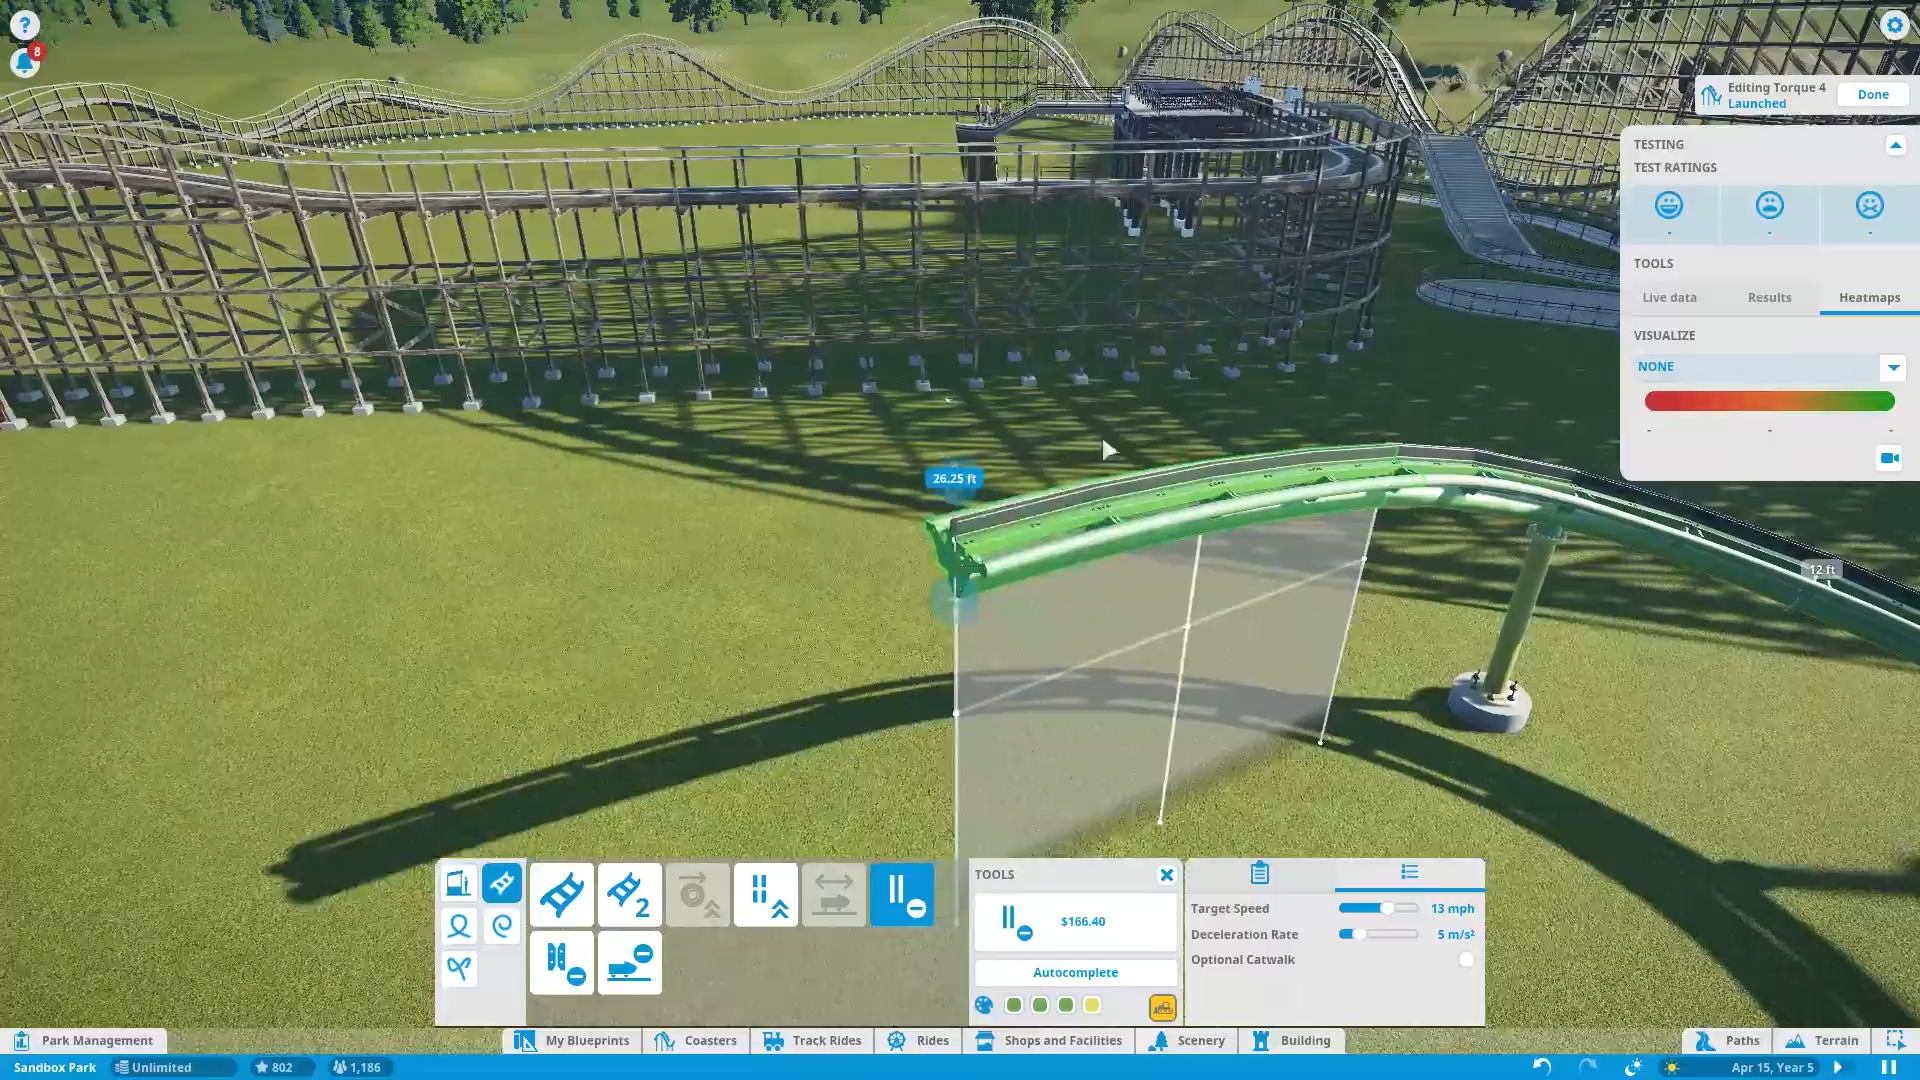 ?
8
Editing Torque 4
Launched
Done
TESTING
TEST RATINGS
-
-
-
TOOLS
Live data
Results
Heatmaps
VISUALIZE
NONE
-
-
-
26.25 ft
12 ft
2
TOOLS
$166.40
Autocomplete
Target Speed
13 mph
Deceleration Rate
5 m/s²
Optional Catwalk
Park Management
My Blueprints
Coasters
Track Rides
Rides
Shops and Facilities
Scenery
Building
Paths
Terrain
Sandbox Park
Unlimited
802
1,186
Apr 15, Year 5